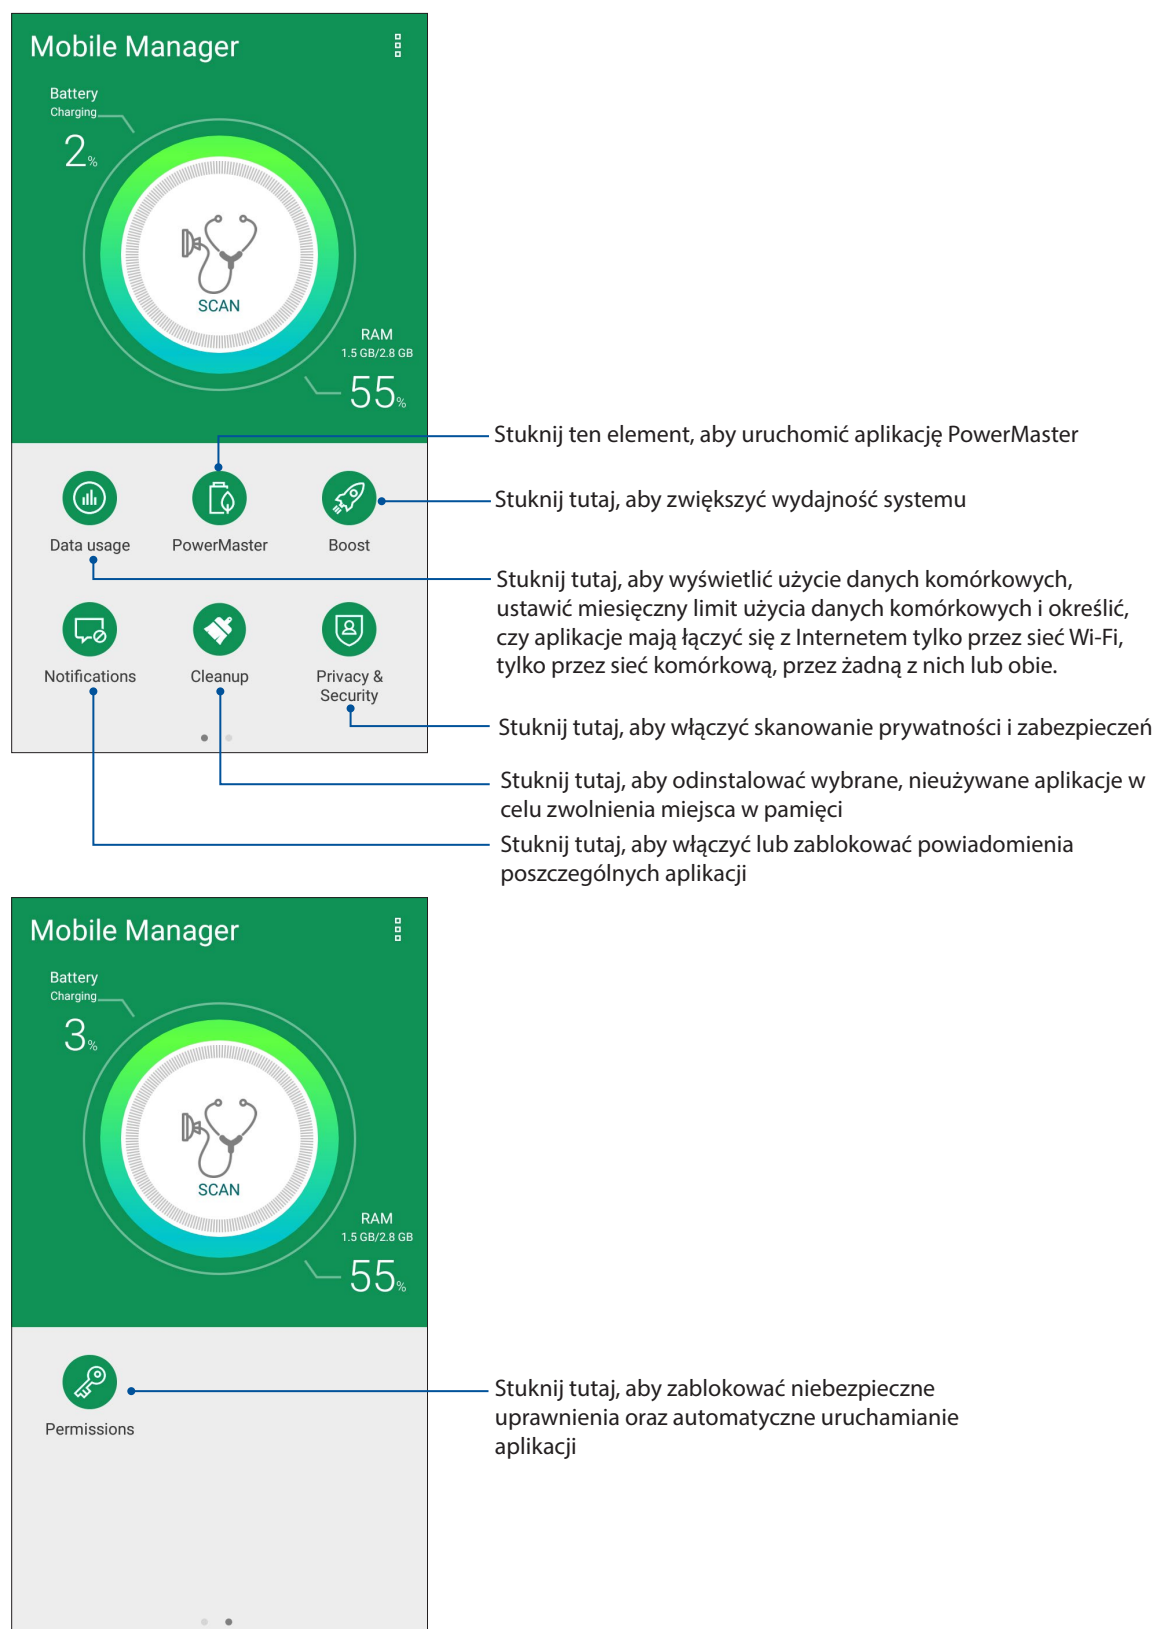 Mobile Manager
Battery
Charging
2%
SCAN
RAM
1.5 GB/2.8 GB
55%
Stuknij ten element, aby uruchomić aplikację PowerMaster
Stuknij tutaj, aby zwiększyć wydajność systemu
Data usage
PowerMaster
Boost
Stuknij tutaj, aby wyświetlić użycie danych komórkowych,
ustawić miesięczny limit użycia danych komórkowych i określić,
czy aplikacje mają łączyć się z Internetem tylko przez sieć Wi-Fi,
tylko przez sieć komórkową, przez żadną z nich lub obie.
Notifications
Cleanup
Privacy &
Security
Stuknij tutaj, aby włączyć skanowanie prywatności i zabezpieczeń
Stuknij tutaj, aby odinstalować wybrane, nieużywane aplikacje w
celu zwolnienia miejsca w pamięci
Stuknij tutaj, aby włączyć lub zablokować powiadomienia
poszczególnych aplikacji
Mobile Manager
Battery
Charging
3%
SCAN
RAM
1.5 GB/2.8 GB
55%
Permissions
Stuknij tutaj, aby zablokować niebezpieczne
uprawnienia oraz automatyczne uruchamianie
aplikacji